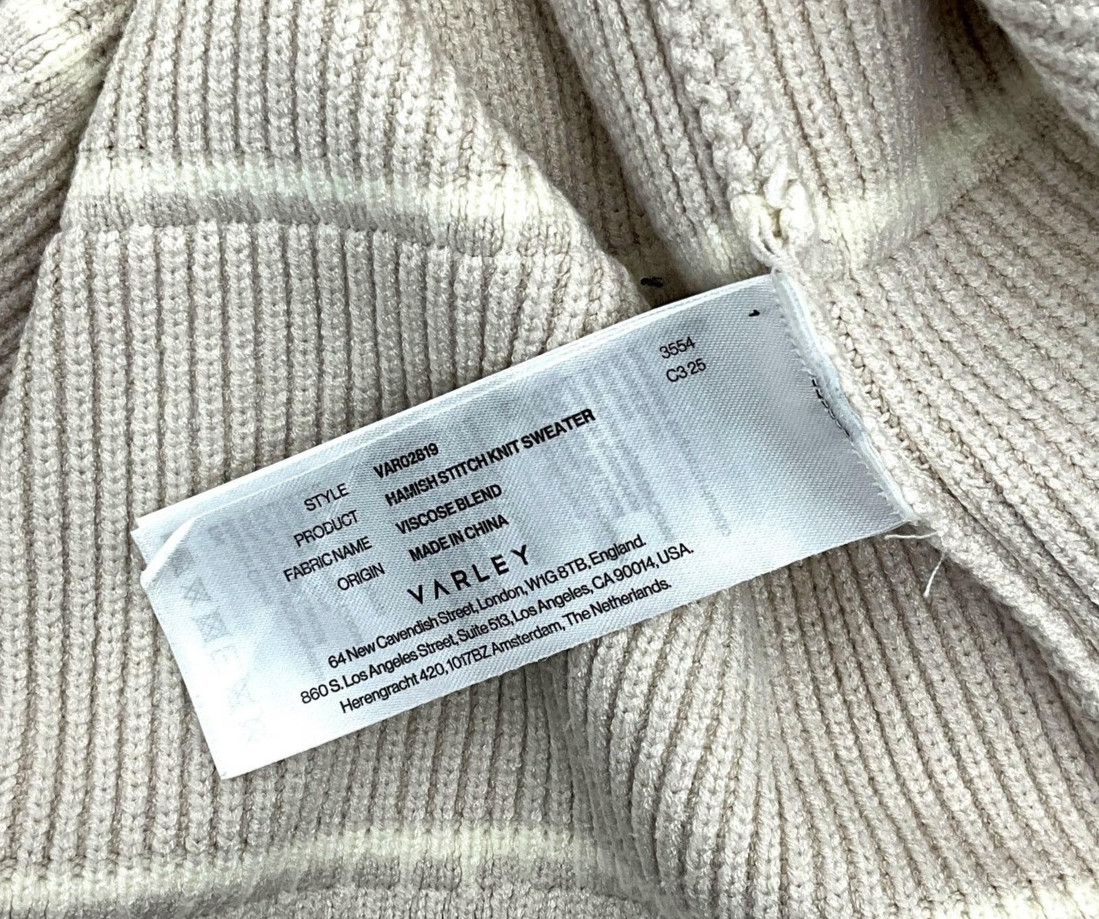 3554
C3 25
STYLE VAR02819
PRODUCT HAMISH STITCH KNIT SWEATER
FABRIC NAME VISCOSE BLEND
ORIGIN MADE IN CHINA
VARLEY
64 New Cavendish Street, London, W1G 8TB, England.
860 S. Los Angeles Street, Suite 513, Los Angeles, CA 90014, USA.
Herengracht 420, 1017BZ Amsterdam, The Netherlands.